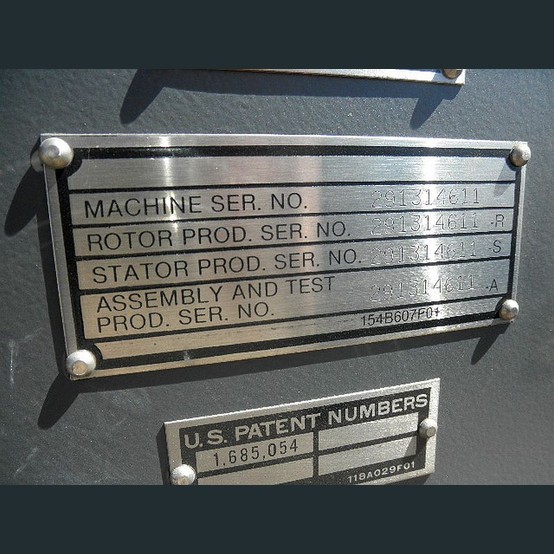 MACHINE SER. NO. 291314611
ROTOR PROD. SER. NO. 291314611 -R
STATOR PROD. SER. NO. 291314611 -S
ASSEMBLY AND TEST
PROD. SER. NO. 291314611 -A
154B607F01
U.S. PATENT NUMBERS
1,685,054
118A029F01